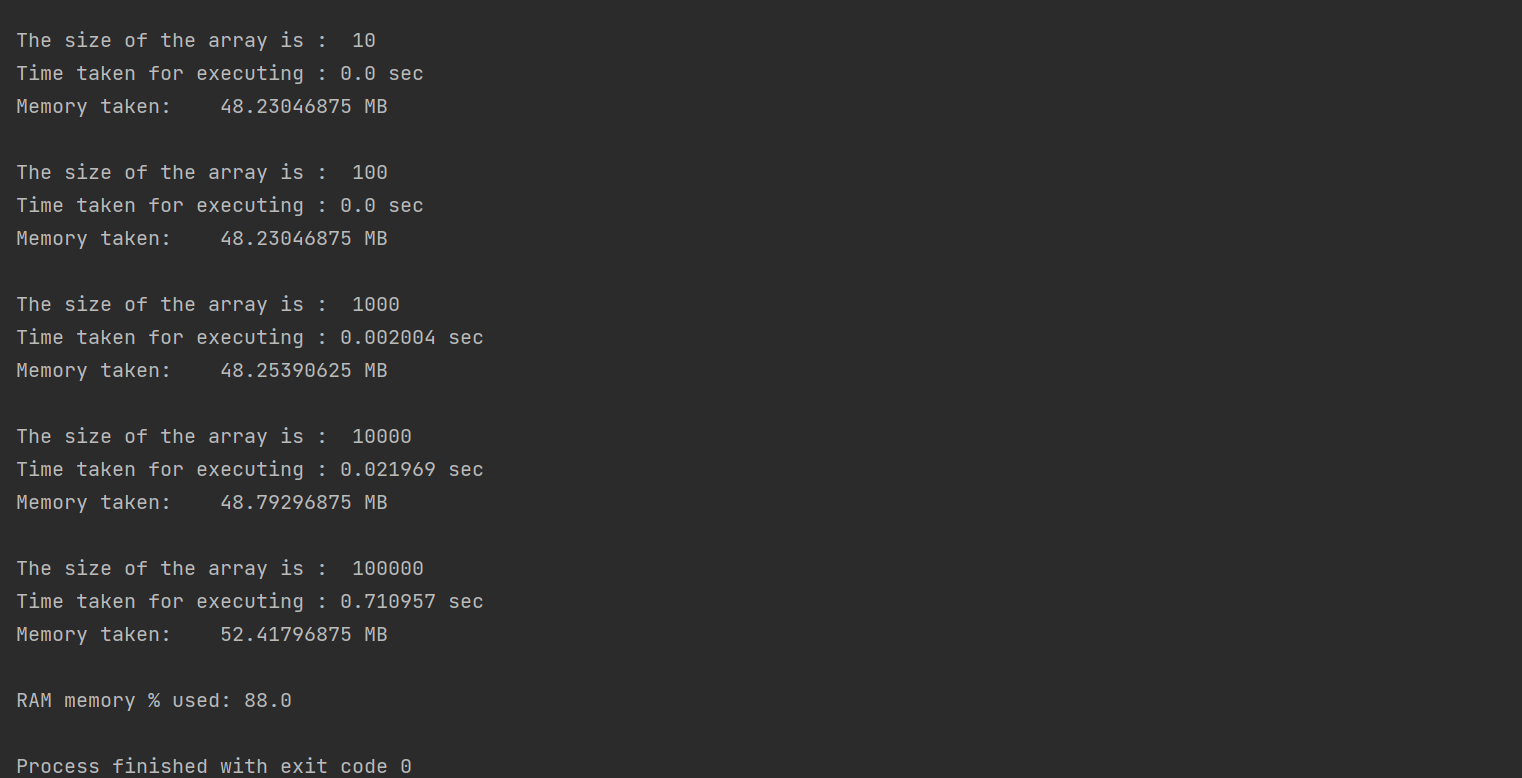 The size of the array is :  10
Time taken for executing : 0.0 sec
Memory taken:    48.23046875 MB
The size of the array is :  100
Time taken for executing : 0.0 sec
Memory taken:    48.23046875 MB
The size of the array is :  1000
Time taken for executing : 0.002004 sec
Memory taken:    48.25390625 MB
The size of the array is :  10000
Time taken for executing : 0.021969 sec
Memory taken:    48.79296875 MB
The size of the array is :  100000
Time taken for executing : 0.710957 sec
Memory taken:    52.41796875 MB
RAM memory % used: 88.0
Process finished with exit code 0